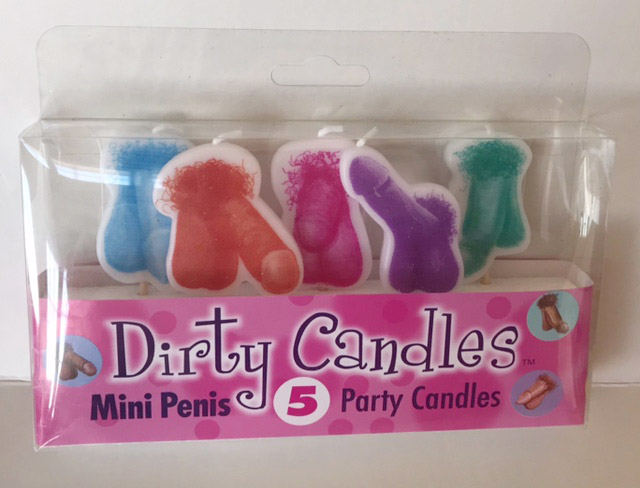 Dirty Candles™
Mini Penis 5 Party Candles